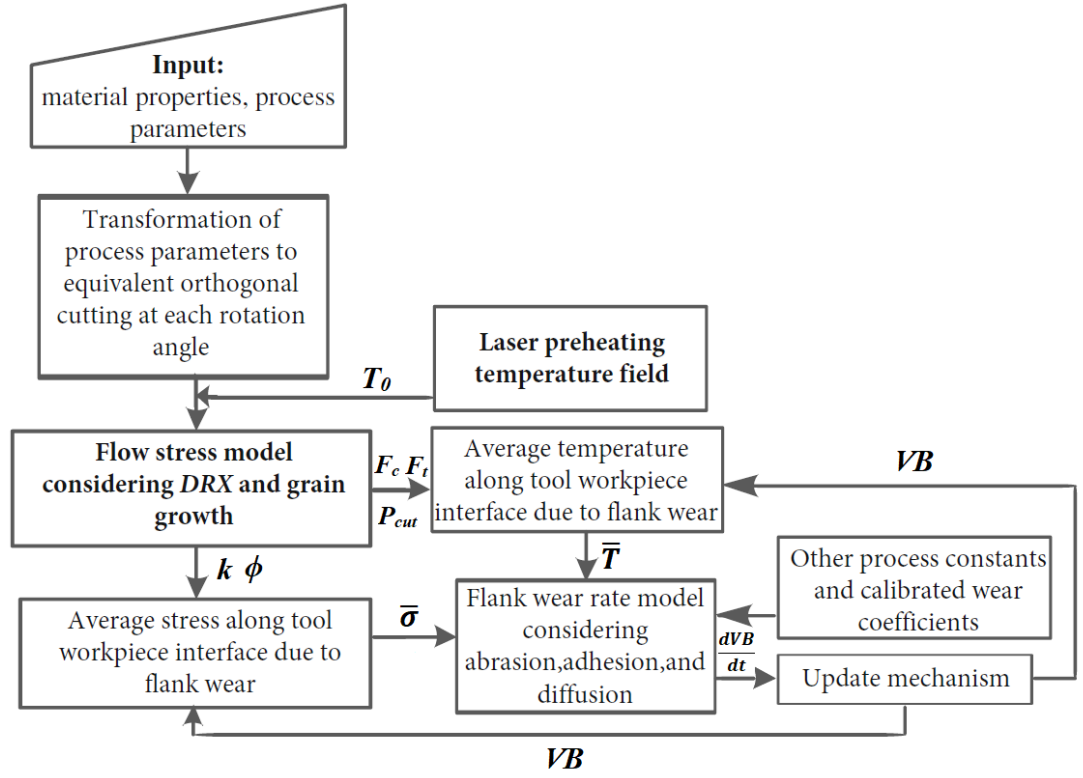 Input:
material properties, process
parameters
Transformation of
process parameters to
equivalent orthogonal
cutting at each rotation
angle
Laser preheating
temperature field
T0
Flow stress model
considering DRX and grain
growth
Fc Ft
Pcut
Average temperature
along tool workpiece
interface due to flank wear
VB
k ϕ
T̅
Other process constants
and calibrated wear
coefficients
Average stress along tool
workpiece interface due to
flank wear
σ̅
Flank wear rate model
considering
abrasion,adhesion,and
diffusion
dVB
dt
Update mechanism
VB